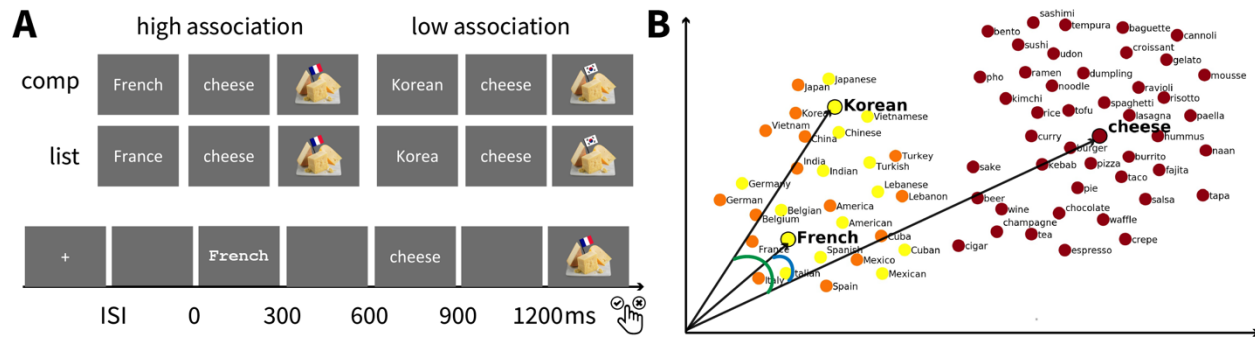 A
high association
low association
comp
French
cheese
Korean
cheese
list
France
cheese
Korea
cheese
+
French
cheese
ISI
0
300
600
900
1200ms
B
sashimi
bento
tempura
baguette
cannoli
sushi
udon
croissant
gelato
pho
ramen
dumpling
mousse
noodle
ravioli
kimchi
spaghetti
risotto
rice
tofu
lasagna
paella
cheese
curry
hummus
burger
naan
sake
kebab
pizza
burrito
taco
fajita
pie
beer
salsa
tapa
wine
chocolate
waffle
champagne
tea
crepe
cigar
espresso
Japanese
Japan
Korean
Korea
Vietnamese
Vietnam
Chinese
China
India
Indian
Turkey
Turkish
Germany
Lebanese
German
Lebanon
Belgian
America
Belgium
American
French
Cuba
France
Spanish
Cuban
Mexico
Italian
Mexican
Italy
Spain